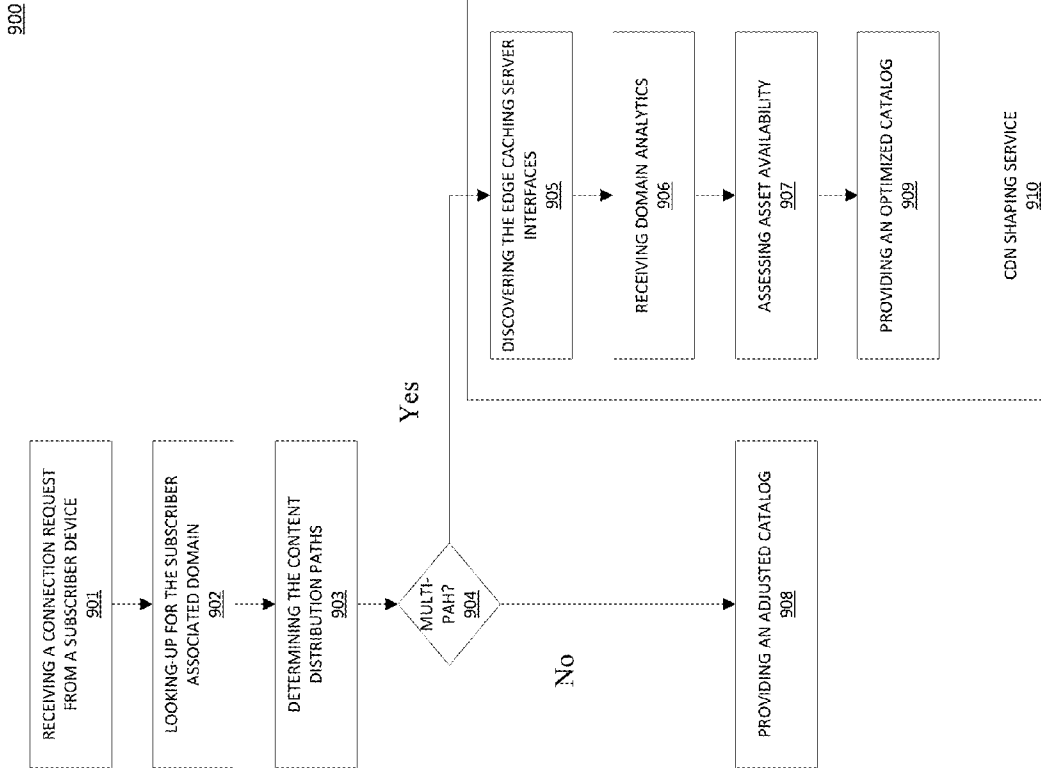 900
RECEIVING A CONNECTION REQUEST
FROM A SUBSCRIBER DEVICE
901
LOOKING-UP FOR THE SUBSCRIBER
ASSOCIATED DOMAIN
902
DETERMINING THE CONTENT
DISTRIBUTION PATHS
903
MULTI-
PAH?
904
Yes
No
DISCOVERING THE EDGE CACHING SERVER
INTERFACES
905
RECEIVING DOMAIN ANALYTICS
906
ASSESSING ASSET AVAILABILITY
907
PROVIDING AN ADJUSTED CATALOG
908
PROVIDING AN OPTIMIZED CATALOG
909
CDN SHAPING SERVICE
910